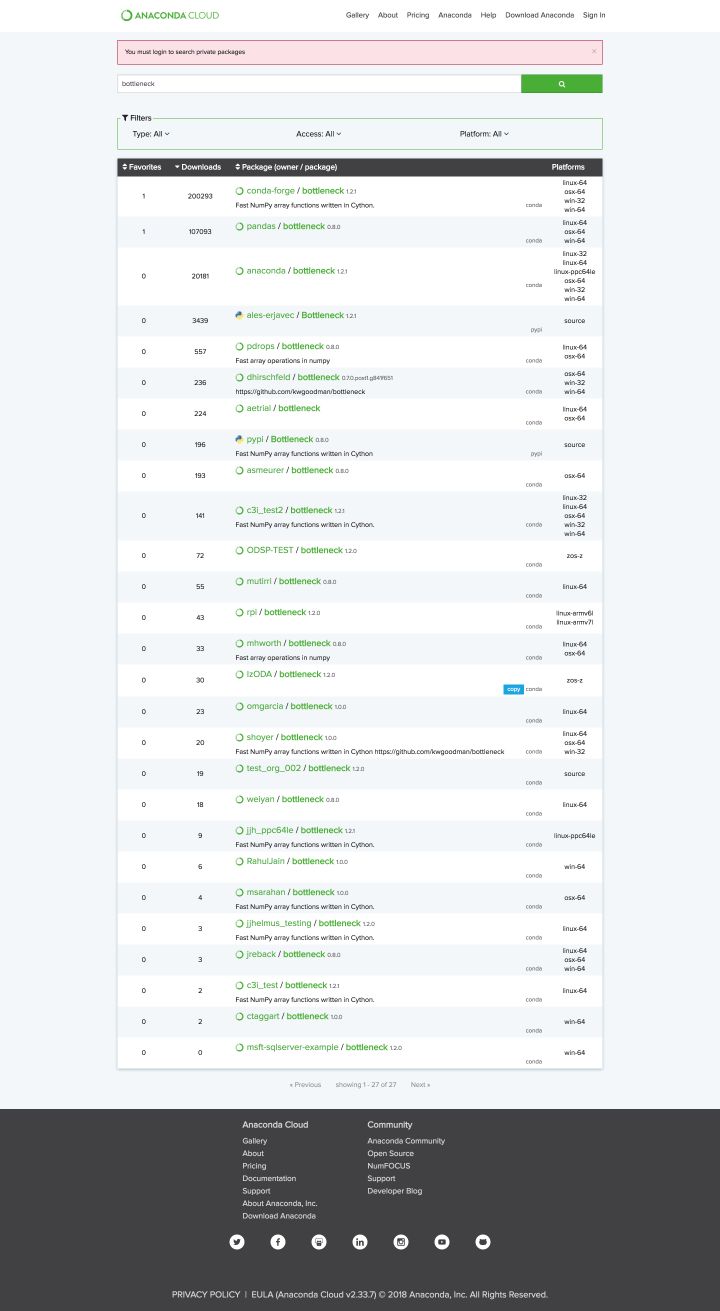 ANACONDA CLOUD
Gallery About Pricing Anaconda Help Download Anaconda Sign In
You must login to search private packages ×
bottleneck
Filters
Type: All Access: All Platform: All
Favorites Downloads Package (owner / package) Platforms
1 200293 conda-forge / bottleneck 1.2.1
Fast NumPy array functions written in Cython. conda
linux-64
osx-64
win-32
win-64
1 107093 pandas / bottleneck 0.8.0
conda
linux-64
osx-64
win-64
0 20181 anaconda / bottleneck 1.2.1
conda
linux-32
linux-64
linux-ppc64le
osx-64
win-32
win-64
0 3439 ales-erjavec / Bottleneck 1.2.1
pypi
source
0 557 pdrops / bottleneck 0.8.0
Fast array operations in numpy conda
linux-64
osx-64
0 236 dhirschfeld / bottleneck 0.7.0.post1.g841f651
https://github.com/kwgoodman/bottleneck conda
osx-64
win-32
win-64
0 224 aetrial / bottleneck
conda
linux-64
osx-64
0 196 pypi / Bottleneck 0.8.0
Fast NumPy array functions written in Cython pypi
source
0 193 asmeurer / bottleneck 0.8.0
conda
osx-64
0 141 c3i_test2 / bottleneck 1.2.1
Fast NumPy array functions written in Cython. conda
linux-32
linux-64
osx-64
win-32
win-64
0 72 ODSP-TEST / bottleneck 1.2.0
conda
zos-z
0 55 mutirri / bottleneck 0.8.0
conda
linux-64
0 43 rpi / bottleneck 1.2.0
conda
linux-armv6l
linux-armv7l
0 33 mhworth / bottleneck 0.8.0
Fast array operations in numpy conda
linux-64
osx-64
0 30 IzODA / bottleneck 1.2.0
copy conda
zos-z
0 23 omgarcia / bottleneck 1.0.0
conda
linux-64
0 20 shoyer / bottleneck 1.0.0
Fast NumPy array functions written in Cython https://github.com/kwgoodman/bottleneck conda
linux-64
osx-64
win-32
0 19 test_org_002 / bottleneck 1.2.0
conda
source
0 18 weiyan / bottleneck 0.8.0
conda
linux-64
0 9 jjh_ppc64le / bottleneck 1.2.1
Fast NumPy array functions written in Cython. conda
linux-ppc64le
0 6 RahulJain / bottleneck 1.0.0
conda
win-64
0 4 msarahan / bottleneck 1.0.0
Fast NumPy array functions written in Cython. conda
osx-64
0 3 jjhelmus_testing / bottleneck 1.2.0
Fast NumPy array functions written in Cython. conda
linux-64
0 3 jreback / bottleneck 0.8.0
conda
linux-64
osx-64
win-64
0 2 c3i_test / bottleneck 1.2.1
Fast NumPy array functions written in Cython. conda
linux-64
0 2 ctaggart / bottleneck 1.0.0
conda
win-64
0 0 msft-sqlserver-example / bottleneck 1.2.0
conda
win-64
« Previous showing 1 - 27 of 27 Next »
Anaconda Cloud
Gallery
About
Pricing
Documentation
Support
About Anaconda, Inc.
Download Anaconda
Community
Anaconda Community
Open Source
NumFOCUS
Support
Developer Blog
PRIVACY POLICY | EULA (Anaconda Cloud v2.33.7) © 2018 Anaconda, Inc. All Rights Reserved.